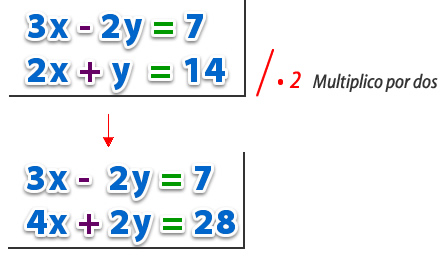 3x - 2y = 7
2x + y = 14
/ · 2 Multiplico por dos
3x - 2y = 7
4x + 2y = 28